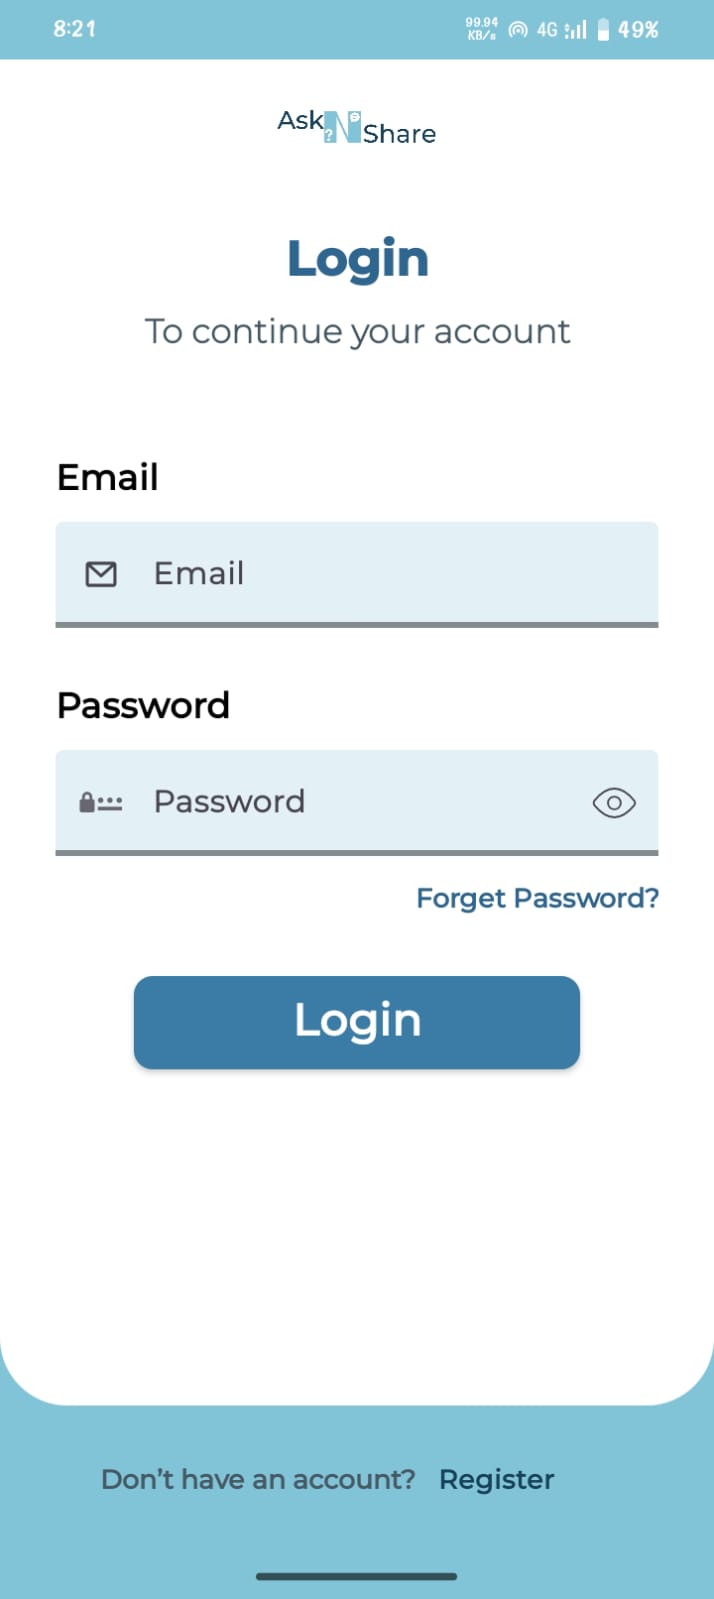 8:21 99.94 KB/s 4G 49%
Ask N Share
Login
To continue your account
Email
Email
Password
Password
Forget Password?
Login
Don't have an account? Register